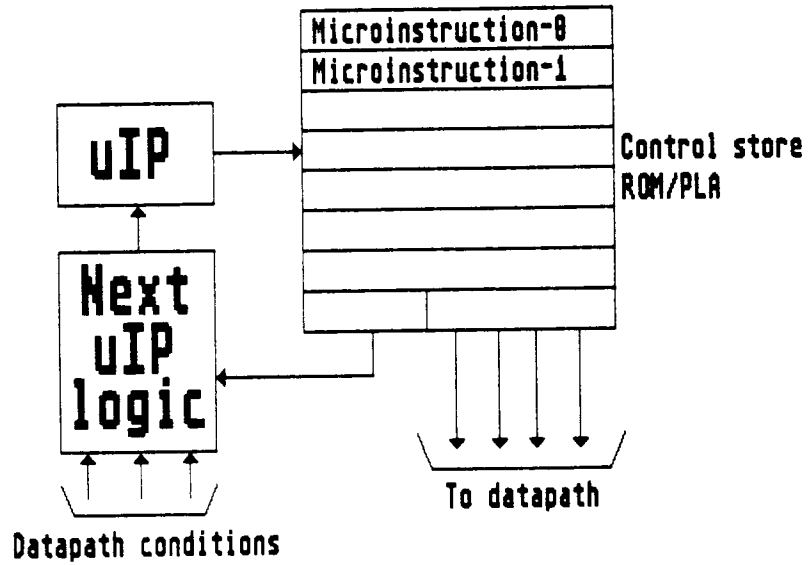 Microinstruction-0
Microinstruction-1
uIP
Control store
ROM/PLA
Next
uIP
logic
To datapath
Datapath conditions